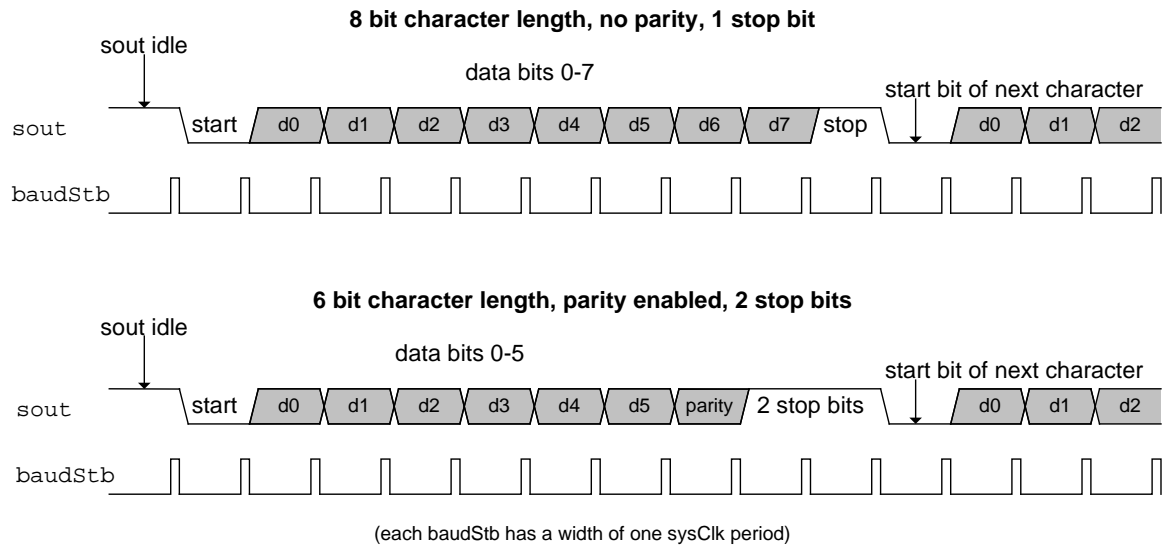 8 bit character length, no parity, 1 stop bit
sout idle
data bits 0-7
start bit of next character
sout start d0 d1 d2 d3 d4 d5 d6 d7 stop d0 d1 d2
baudStb
6 bit character length, parity enabled, 2 stop bits
sout idle
data bits 0-5
start bit of next character
sout start d0 d1 d2 d3 d4 d5 parity 2 stop bits d0 d1 d2
baudStb
(each baudStb has a width of one sysClk period)